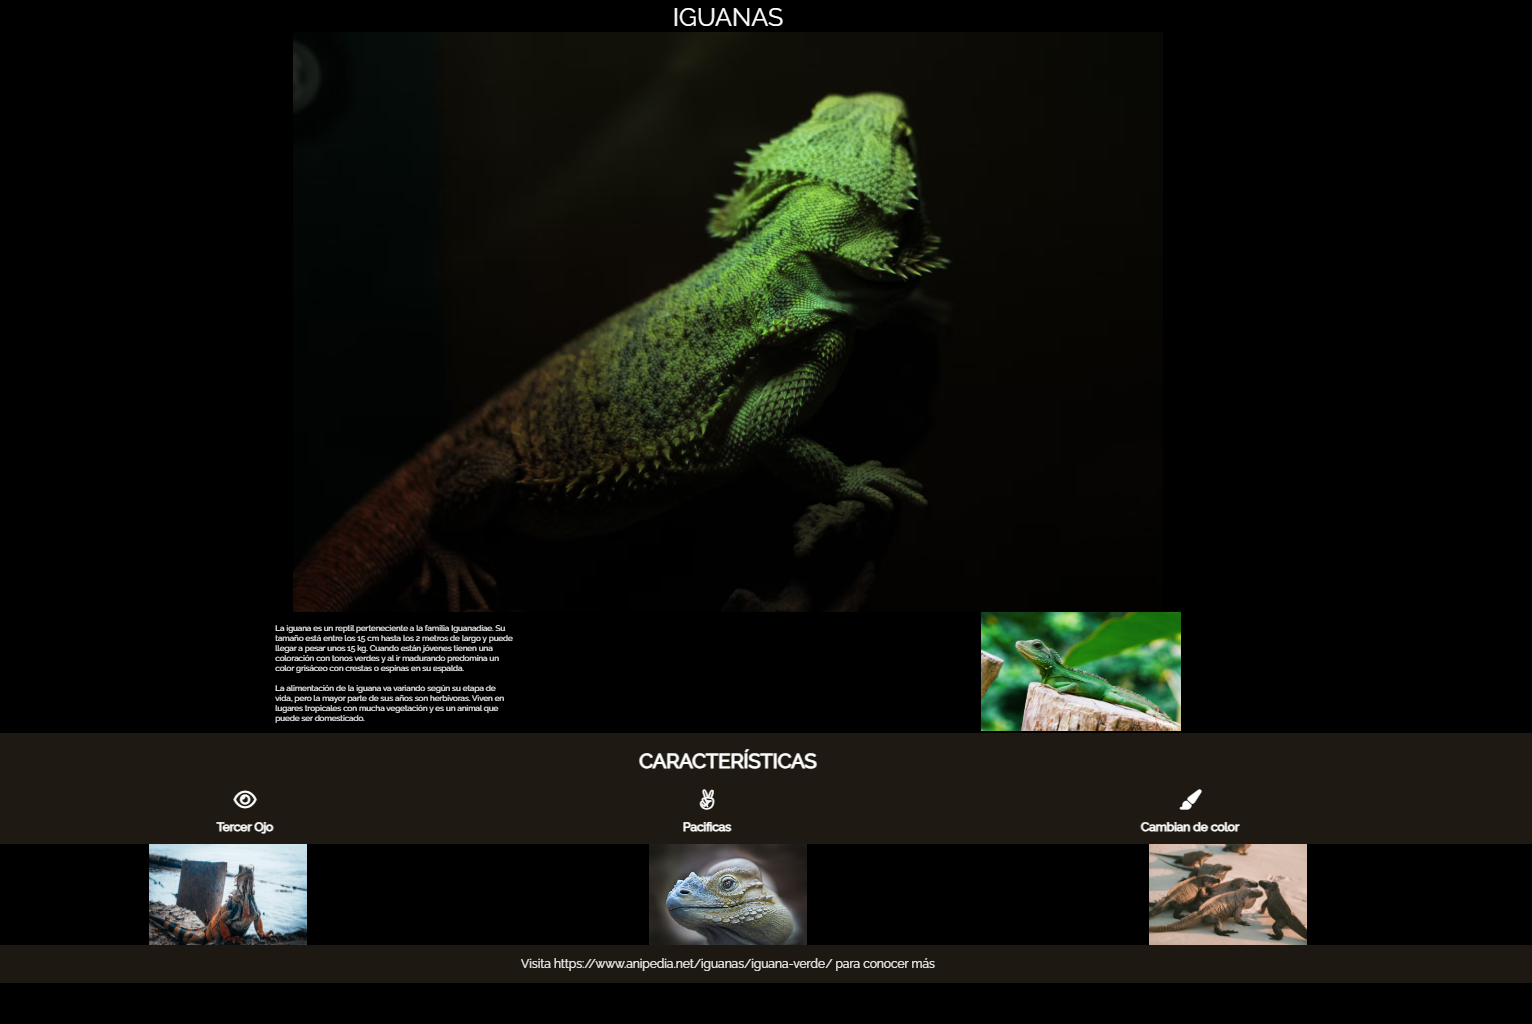 IGUANAS
La iguana es un reptil perteneciente a la familia Iguanadiae. Su
tamaño está entre los 15 cm hasta los 2 metros de largo y puede
llegar a pesar unos 15 kg. Cuando están jóvenes tienen una
coloración con tonos verdes y al ir madurando predomina un
color grisáceo con crestas o espinas en su espalda.
La alimentación de la iguana va variando según su etapa de
vida, pero la mayor parte de sus años son herbívoras. Viven en
lugares tropicales con mucha vegetación y es un animal que
puede ser domesticado.
CARACTERÍSTICAS
Tercer Ojo
Pacificas
Cambian de color
Visita https://www.anipedia.net/iguanas/iguana-verde/ para conocer más